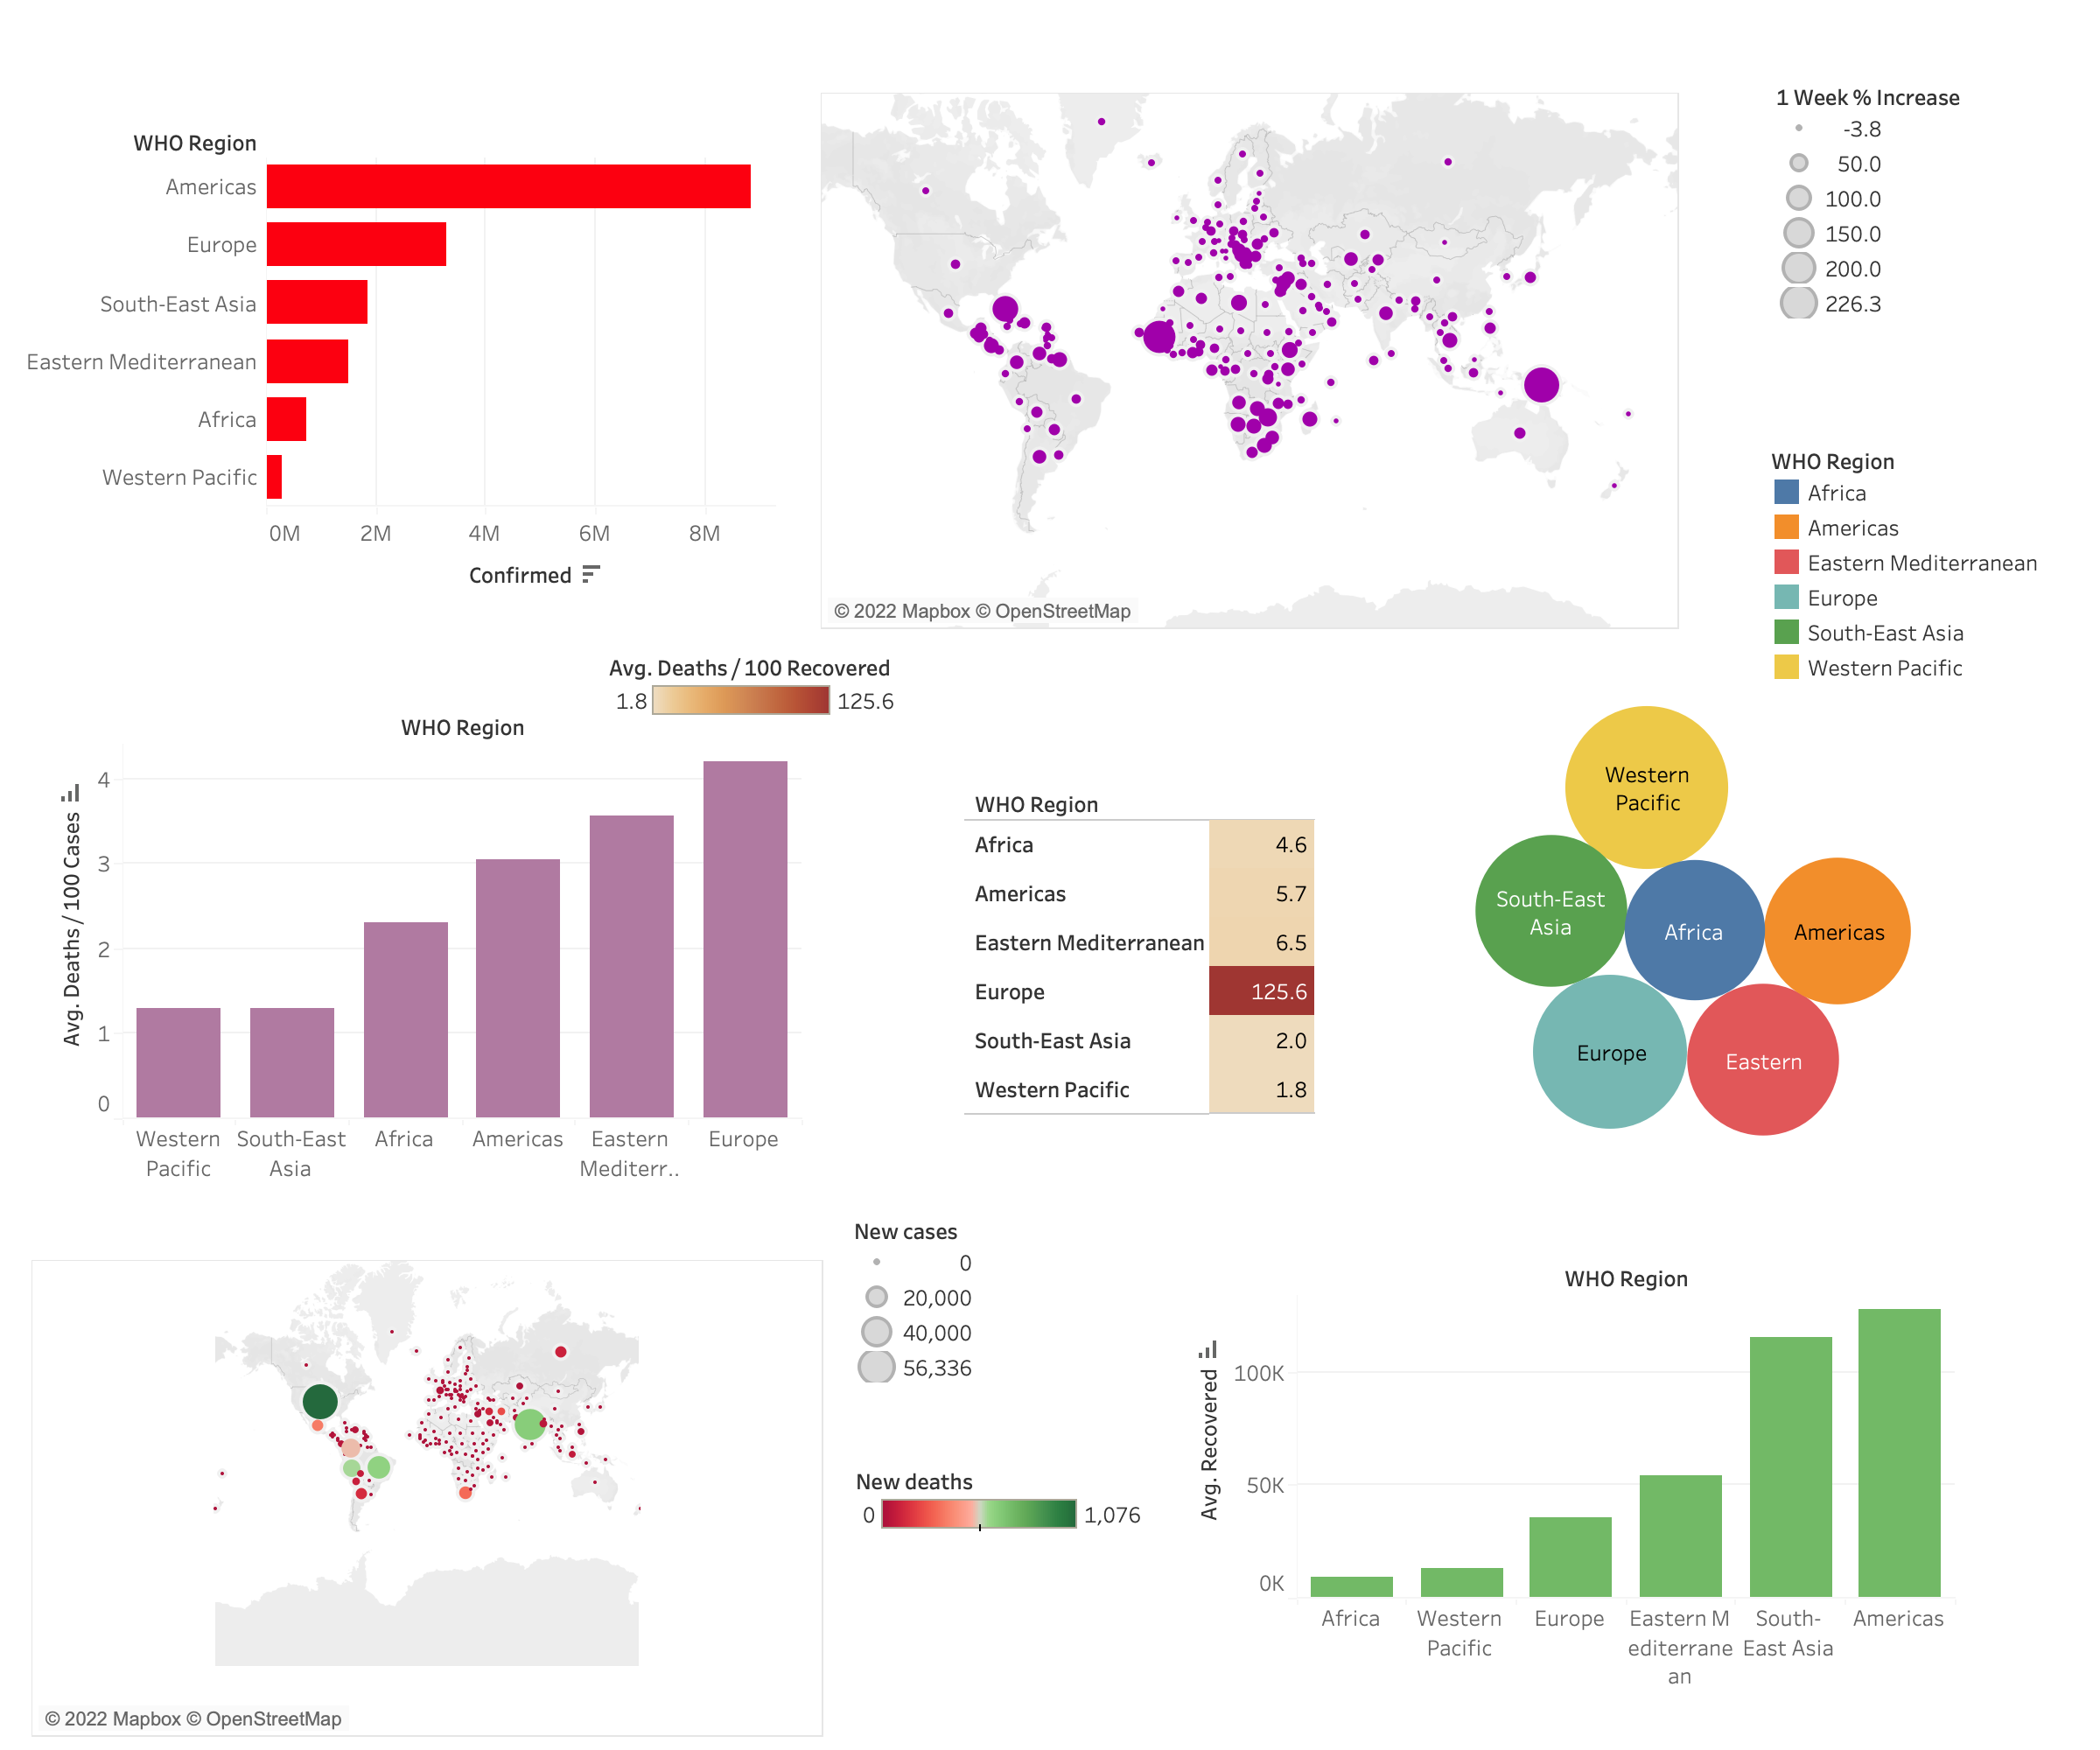 WHO Region
Americas
Europe
South-East Asia
Eastern Mediterranean
Africa
Western Pacific
0M 2M 4M 6M 8M
Confirmed
© 2022 Mapbox © OpenStreetMap
1 Week % Increase
-3.8
50.0
100.0
150.0
200.0
226.3
WHO Region
Africa
Americas
Eastern Mediterranean
Europe
South-East Asia
Western Pacific
Avg. Deaths / 100 Recovered
1.8 125.6
WHO Region
Avg. Deaths / 100 Cases
4
3
2
1
0
Western
Pacific
South-East
Asia
Africa
Americas
Eastern
Mediterr..
Europe
WHO Region
Africa 4.6
Americas 5.7
Eastern Mediterranean 6.5
Europe 125.6
South-East Asia 2.0
Western Pacific 1.8
Western
Pacific
South-East
Asia
Africa
Americas
Europe
Eastern
© 2022 Mapbox © OpenStreetMap
New cases
0
20,000
40,000
56,336
New deaths
0 1,076
WHO Region
Avg. Recovered
100K
50K
0K
Africa
Western
Pacific
Europe
Eastern M
editerrane
an
South-
East Asia
Americas